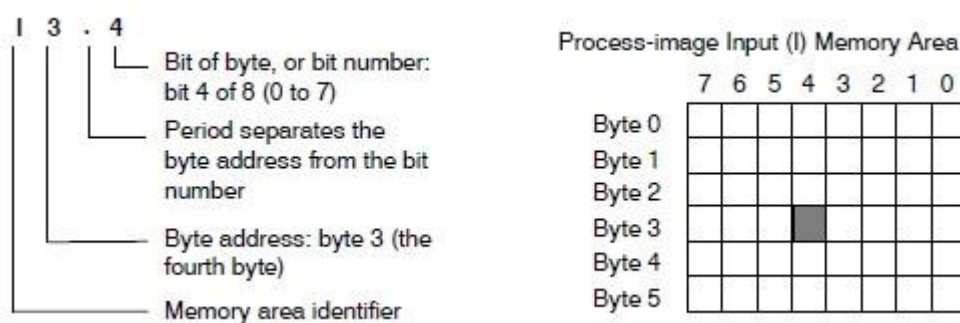 I 3 . 4
Bit of byte, or bit number:
bit 4 of 8 (0 to 7)
Period separates the
byte address from the bit
number
Byte address: byte 3 (the
fourth byte)
Memory area identifier
Process-image Input (I) Memory Area
7 6 5 4 3 2 1 0
Byte 0
Byte 1
Byte 2
Byte 3
Byte 4
Byte 5